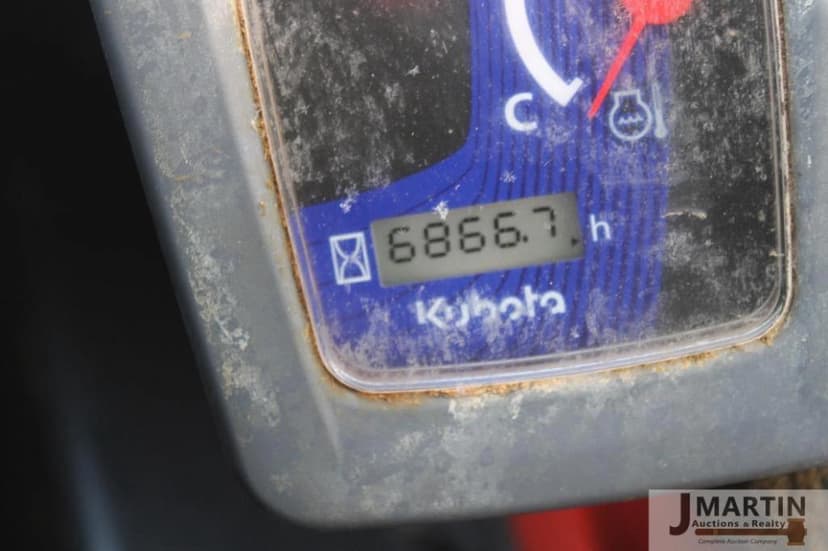 C
6866.7 h
Kubota
J MARTIN
Auctions & Realty
Complete Auction Company